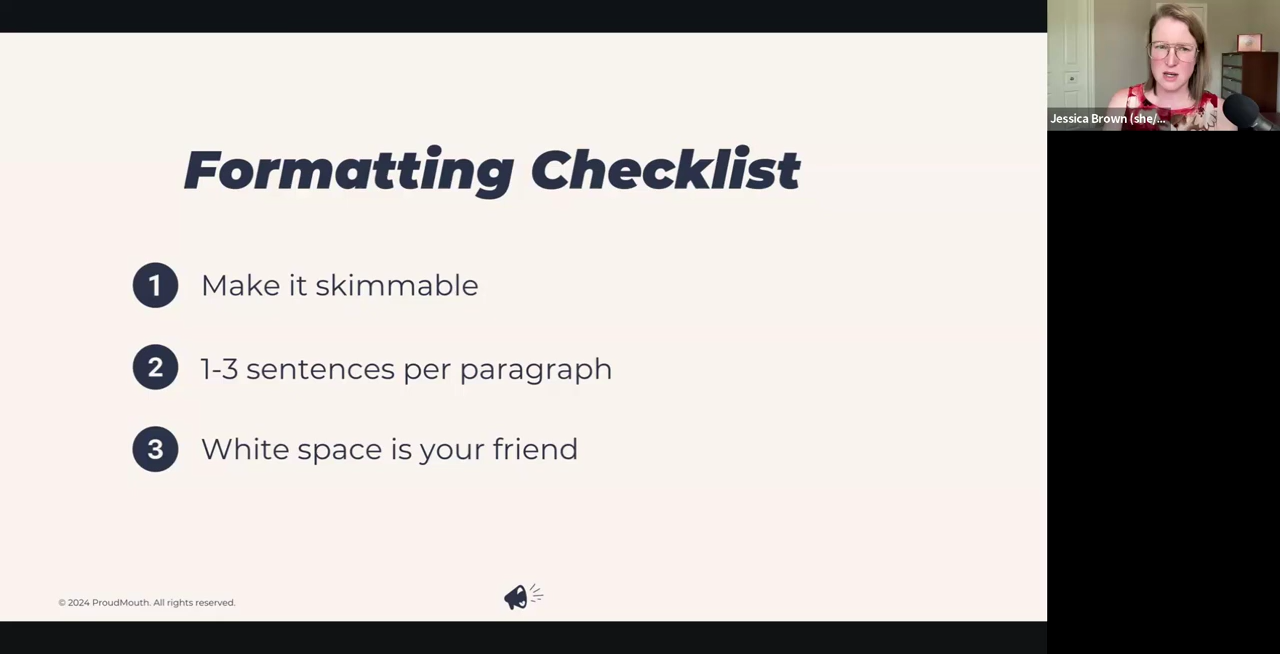 Formatting Checklist
1 Make it skimmable
2 1-3 sentences per paragraph
3 White space is your friend
© 2024 ProudMouth. All rights reserved.
Jessica Brown (she/...